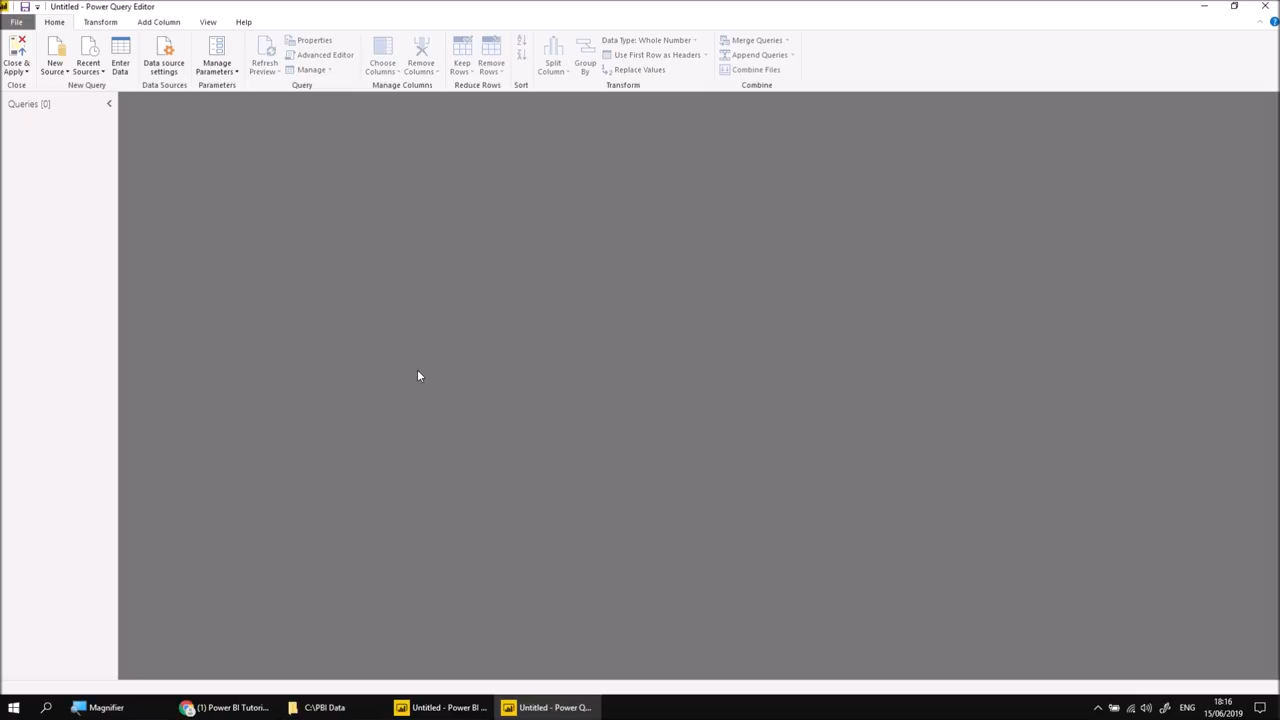 Untitled - Power Query Editor
File Home Transform Add Column View Help
Close & Apply
New Source
Recent Sources
Enter Data
Data source settings
Manage Parameters
Refresh Preview
Properties
Advanced Editor
Manage
Choose Columns
Remove Columns
Keep Rows
Remove Rows
Split Column
Group By
Data Type: Whole Number
Use First Row as Headers
Replace Values
Merge Queries
Append Queries
Combine Files
Close New Query Data Sources Parameters Query Manage Columns Reduce Rows Sort Transform Combine
Queries [0]
Magnifier
(1) Power BI Tutori...
C:\PBI Data
Untitled - Power BI ...
Untitled - Power Q...
ENG
18:16
15/06/2019